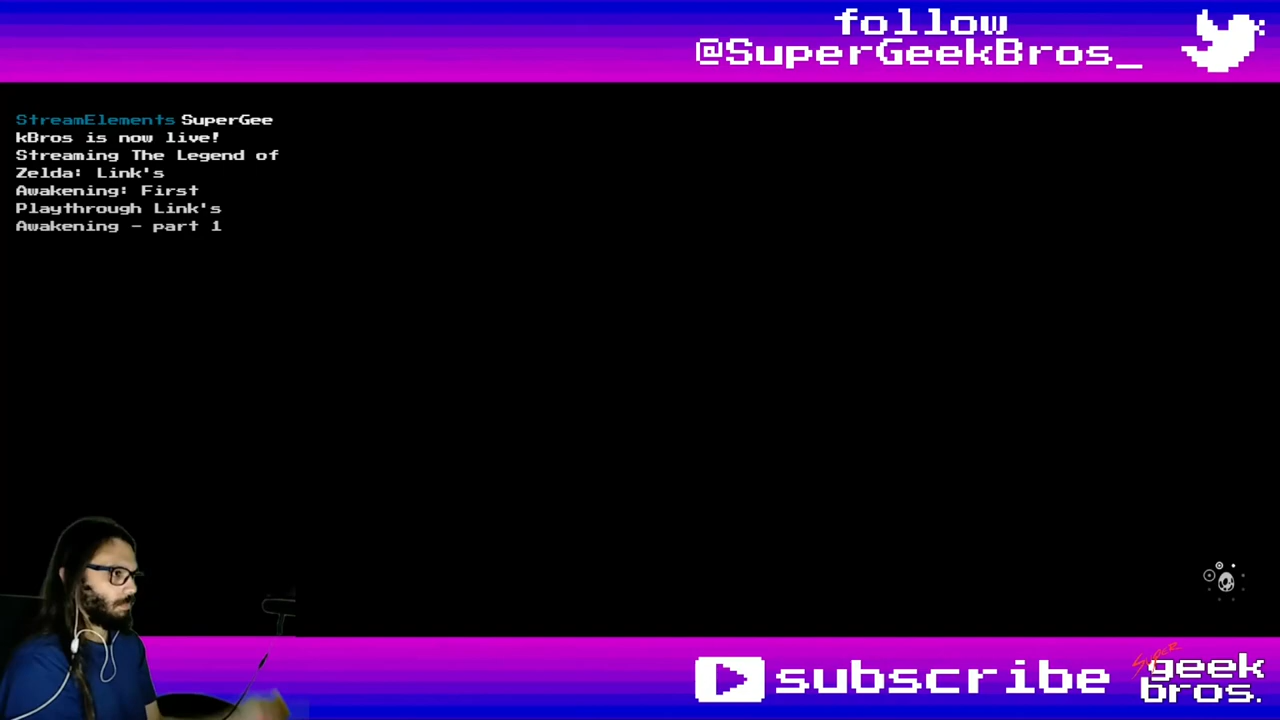 follow
@SuperGeekBros_
StreamElements SuperGee
kBros is now live!
Streaming The Legend of
Zelda: Link's
Awakening: First
Playthrough Link's
Awakening - part 1
subscribe
super
geek
bros.